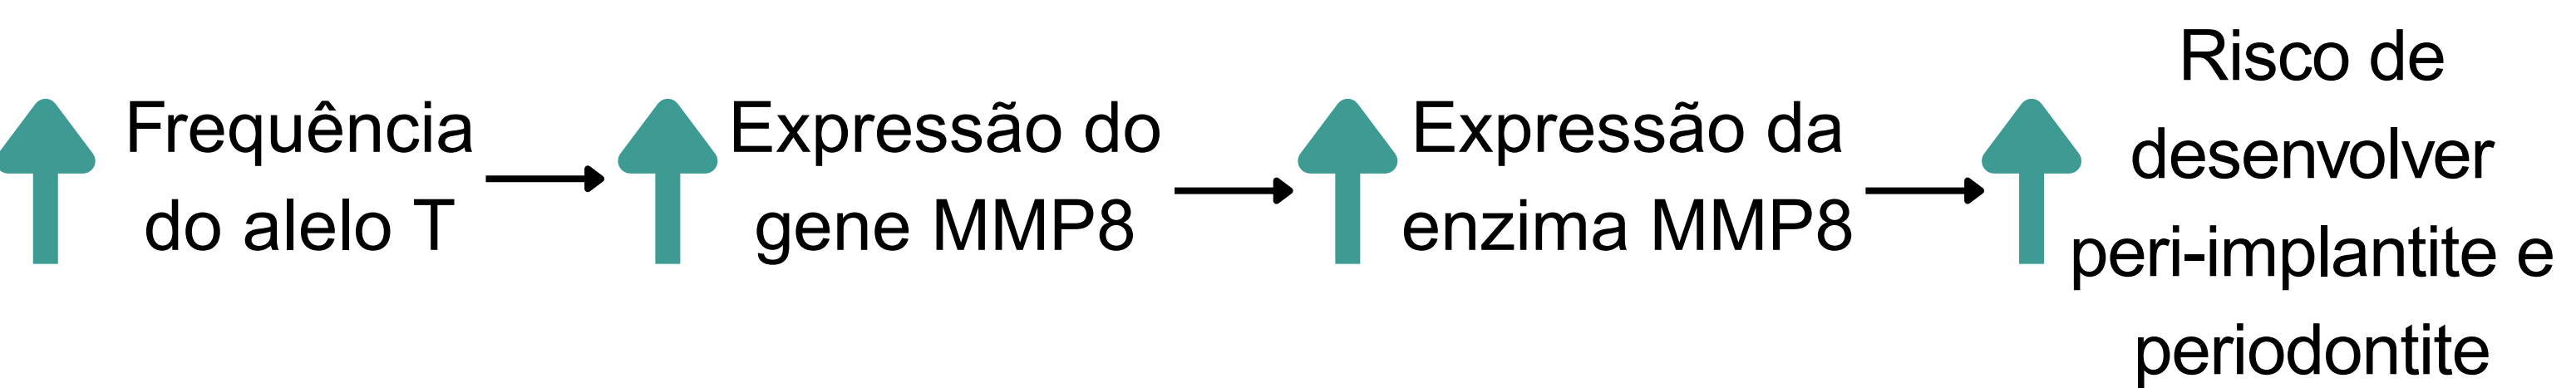 Frequência
do alelo T
Expressão do
gene MMP8
Expressão da
enzima MMP8
Risco de
desenvolver
peri-implantite e
periodontite